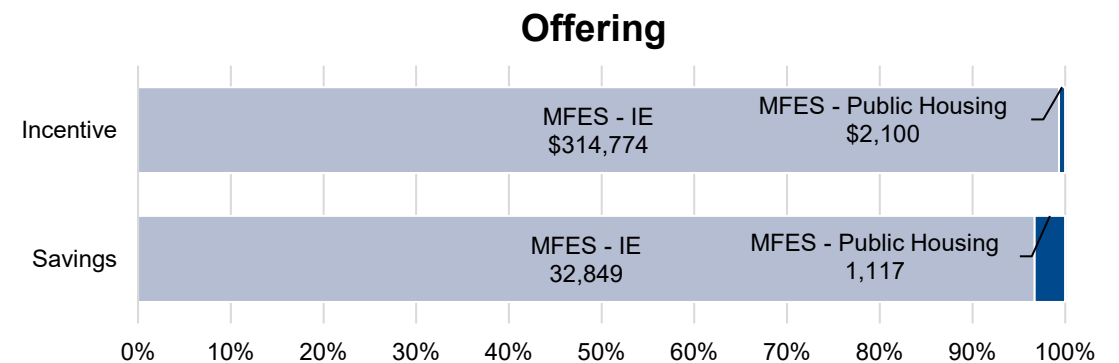 Offering
Incentive
MFES - IE
$314,774
MFES - Public Housing
$2,100
Savings
MFES - IE
32,849
MFES - Public Housing
1,117
0% 10% 20% 30% 40% 50% 60% 70% 80% 90% 100%